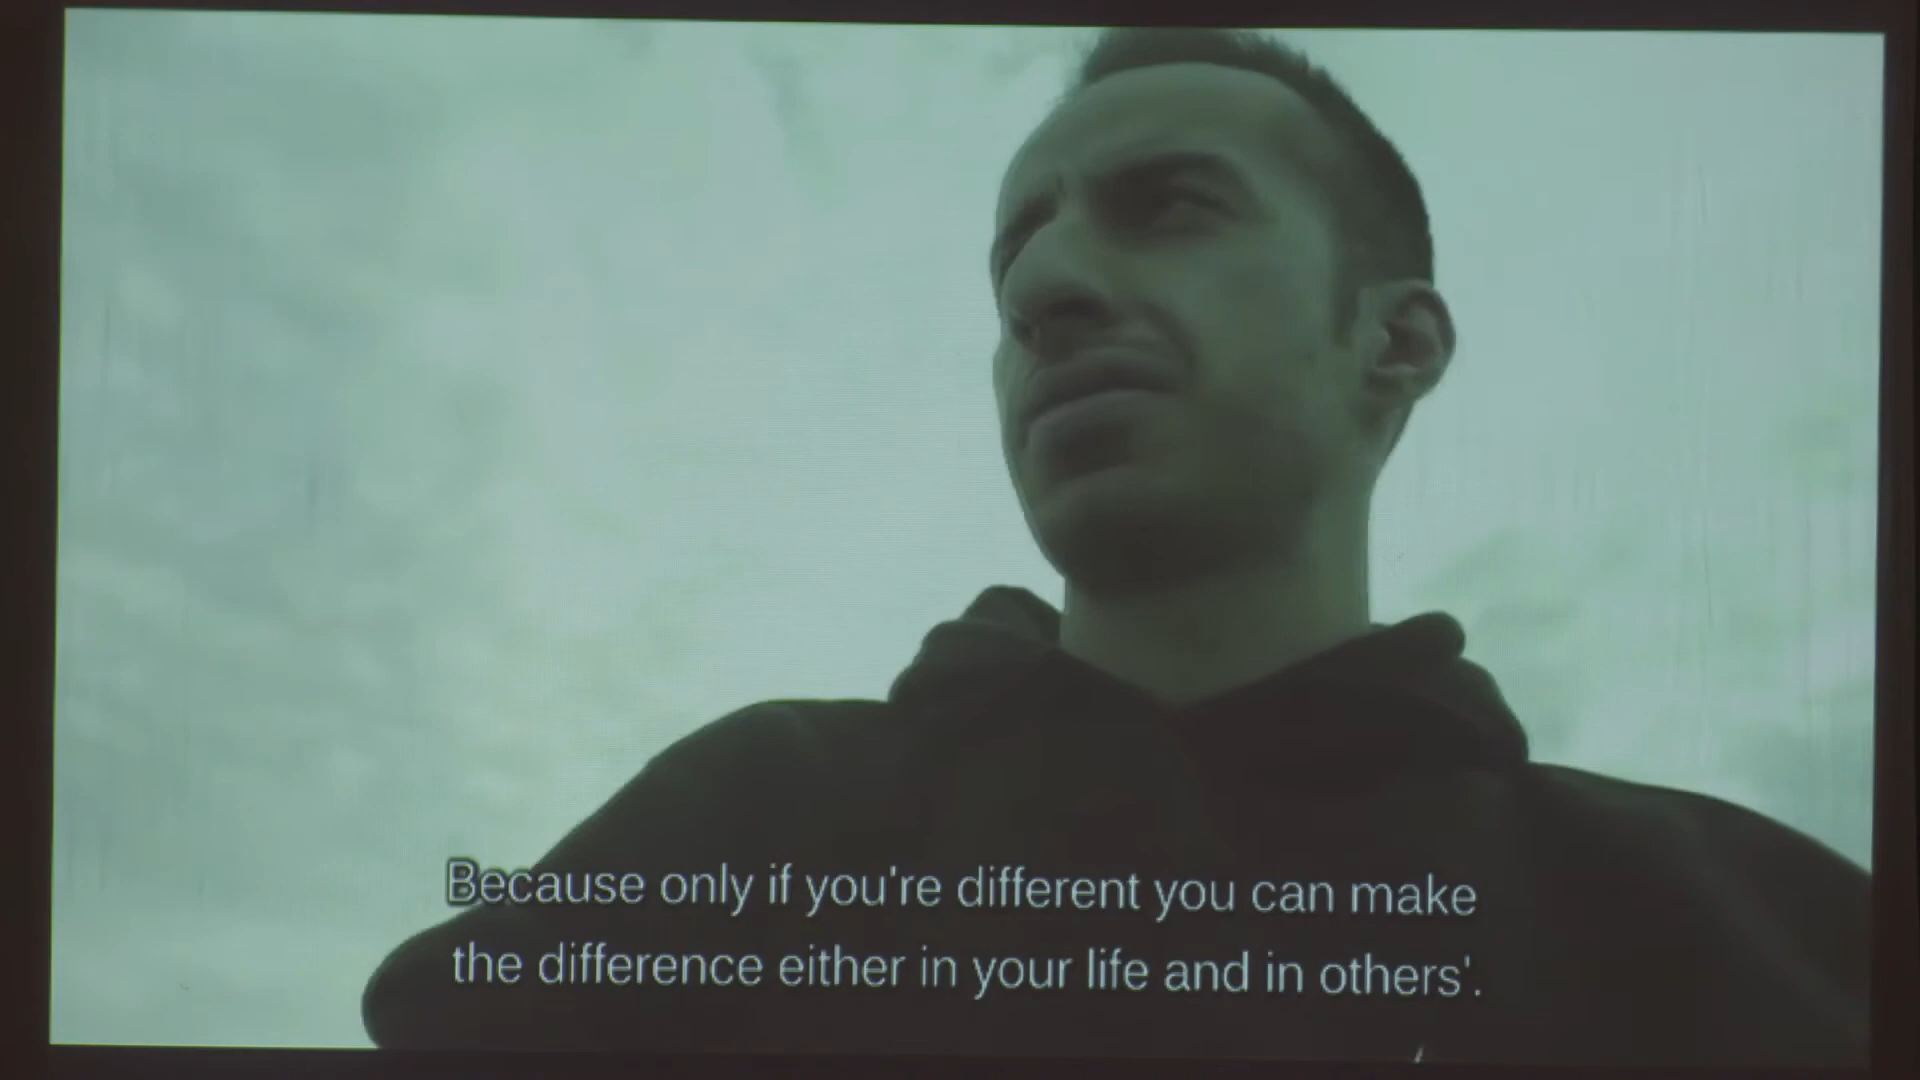 Because only if you're different you can make
the difference either in your life and in others'.